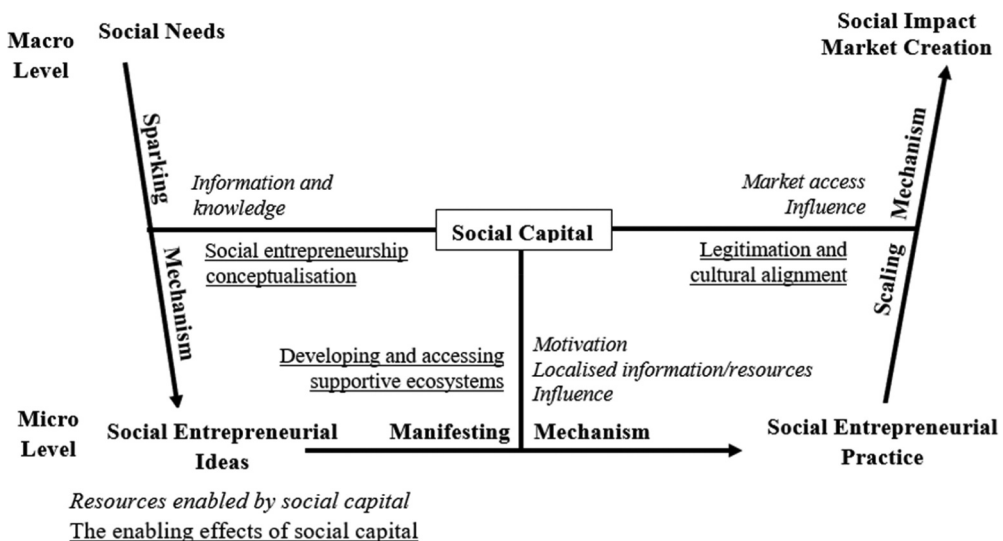 Macro
Level
Social Needs
Social Impact
Market Creation
Sparking
Mechanism
Information and
knowledge
Social entrepreneurship
conceptualisation
Social Capital
Market access
Influence
Legitimation and
cultural alignment
Scaling
Mechanism
Developing and accessing
supportive ecosystems
Motivation
Localised information/resources
Influence
Micro
Level
Social Entrepreneurial
Ideas
Manifesting
Mechanism
Social Entrepreneurial
Practice
Resources enabled by social capital
The enabling effects of social capital